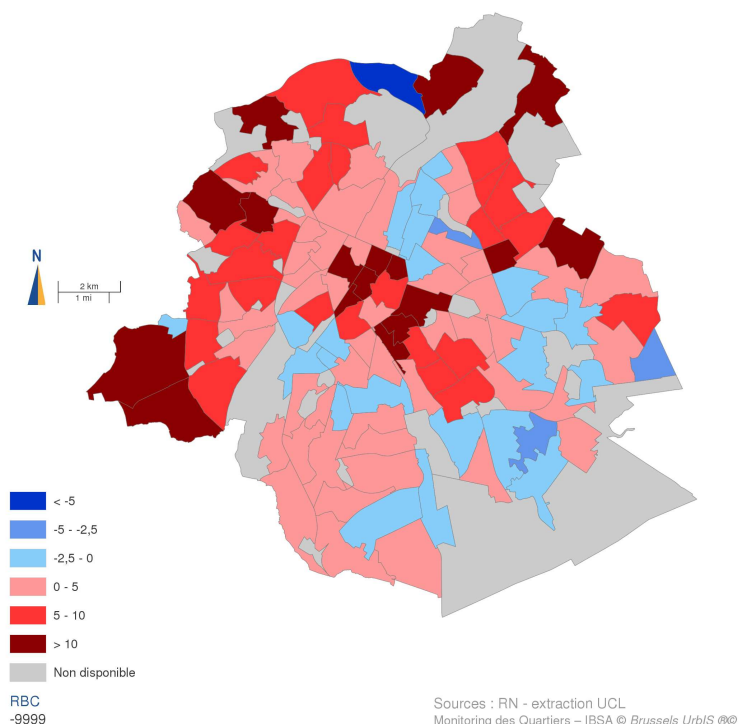 N
2 km
1 mi
< -5
-5 - -2,5
-2,5 - 0
0 - 5
5 - 10
> 10
Non disponible
RBC
-9999
Sources : RN - extraction UCL
Monitoring des Quartiers – IBSA © Brussels UrbIS ®©